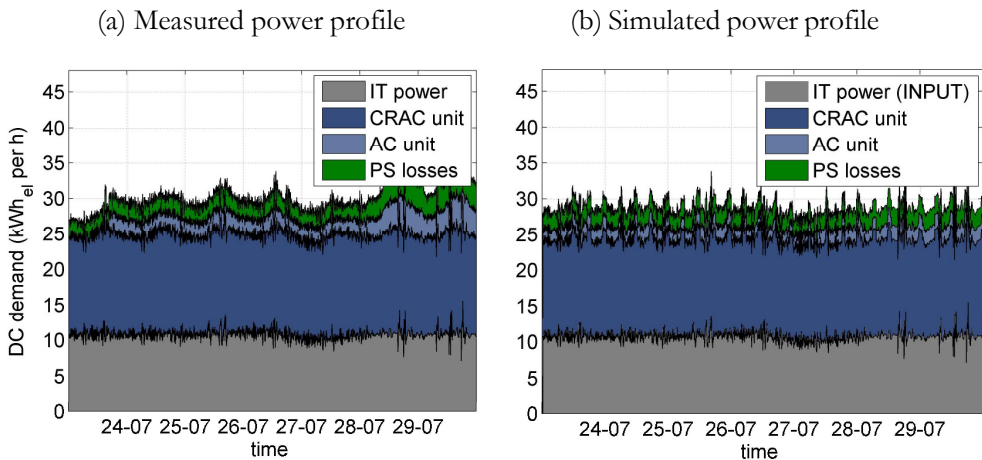 (a) Measured power profile
DC demand (kWh_el per h)
45
40
35
30
25
20
15
10
5
0
IT power
CRAC unit
AC unit
PS losses
24-07 25-07 26-07 27-07 28-07 29-07
time
(b) Simulated power profile
45
40
35
30
25
20
15
10
5
0
IT power (INPUT)
CRAC unit
AC unit
PS losses
24-07 25-07 26-07 27-07 28-07 29-07
time